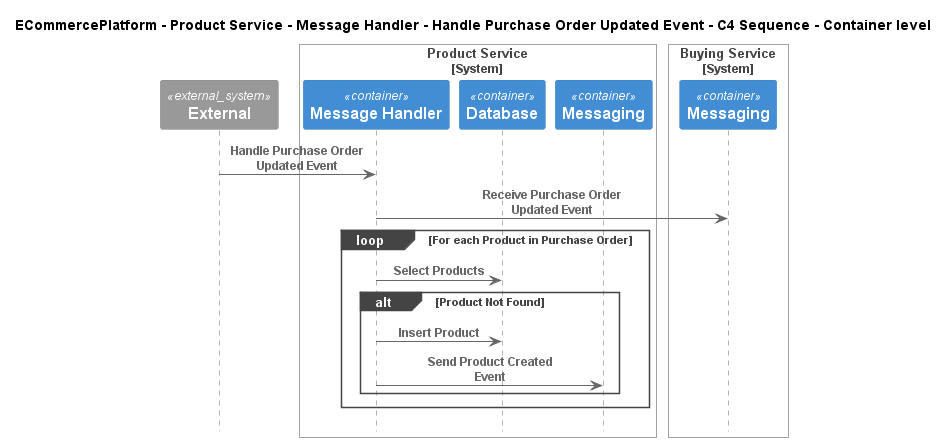 ECommercePlatform - Product Service - Message Handler - Handle Purchase Order Updated Event - C4 Sequence - Container level
Product Service
[System]
Buying Service
[System]
«external_system»
External
«container»
Message Handler
«container»
Database
«container»
Messaging
«container»
Messaging
Handle Purchase Order
Updated Event
Receive Purchase Order
Updated Event
loop
[For each Product in Purchase Order]
Select Products
alt
[Product Not Found]
Insert Product
Send Product Created
Event